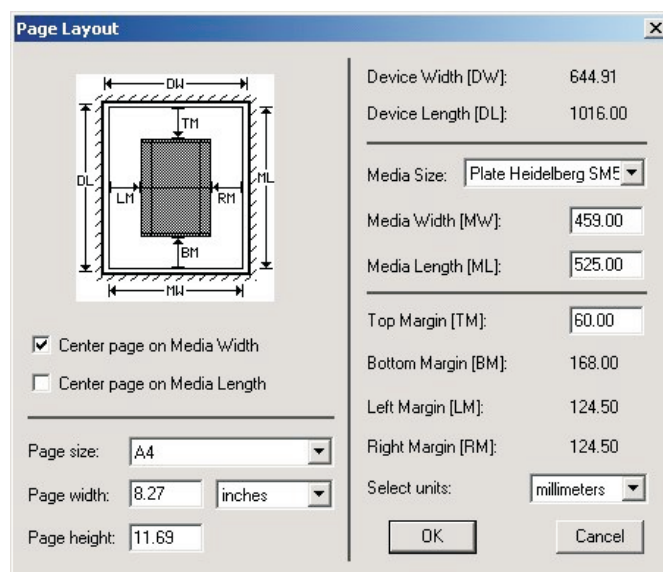 Page Layout
DW
TM
DL
ML
LM
RM
BM
MW
Center page on Media Width
Center page on Media Length
Page size: A4
Page width: 8.27 inches
Page height: 11.69
Device Width [DW]: 644.91
Device Length [DL]: 1016.00
Media Size: Plate Heidelberg SM5
Media Width [MW]: 459.00
Media Length [ML]: 525.00
Top Margin [TM]: 60.00
Bottom Margin [BM]: 168.00
Left Margin [LM]: 124.50
Right Margin [RM]: 124.50
Select units: millimeters
OK Cancel